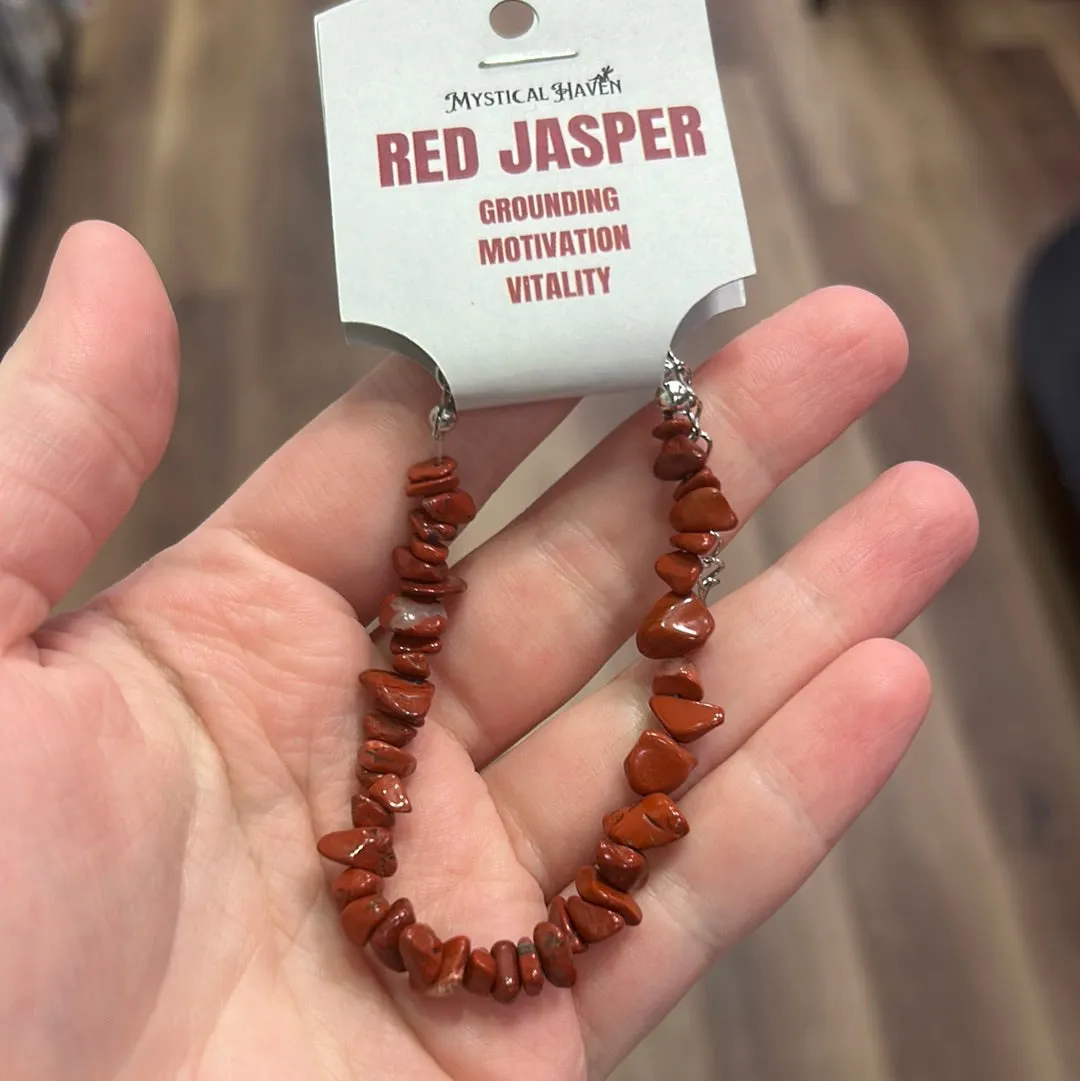 MYSTICAL HAVEN
RED JASPER
GROUNDING
MOTIVATION
VITALITY